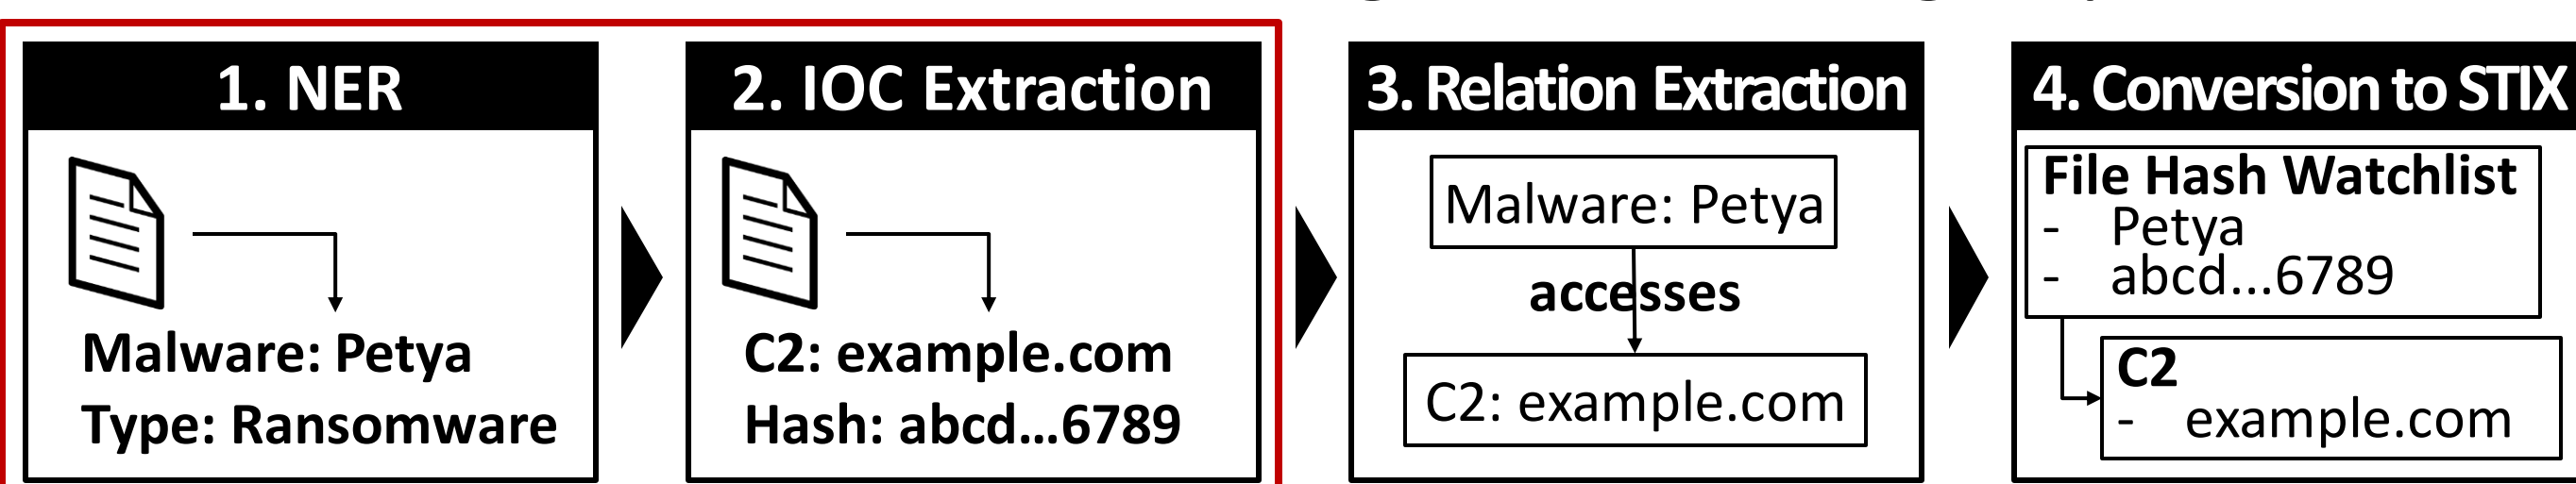 1. NER
Malware: Petya
Type: Ransomware
2. IOC Extraction
C2: example.com
Hash: abcd...6789
3. Relation Extraction
Malware: Petya
accesses
C2: example.com
4. Conversion to STIX
File Hash Watchlist
- Petya
- abcd...6789
C2
- example.com